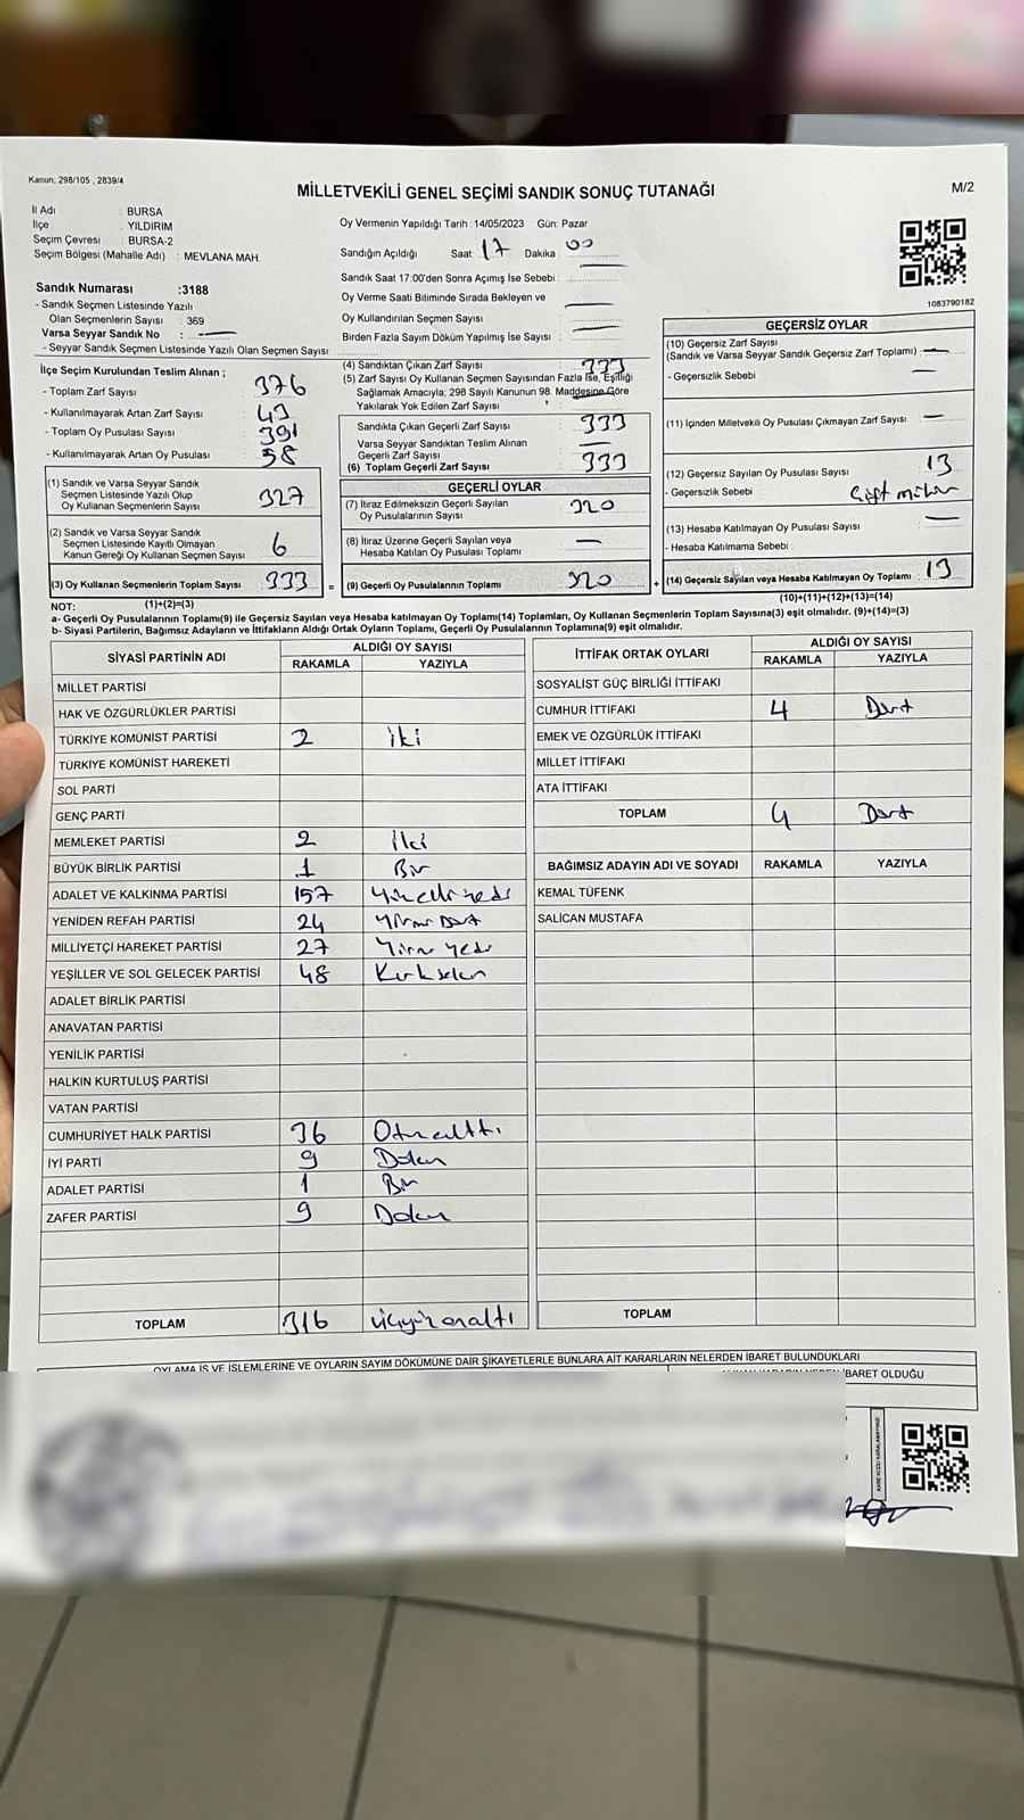 Kanun: 298/105 , 2839/4
MİLLETVEKİLİ GENEL SEÇİMİ SANDIK SONUÇ TUTANAĞI
M/2
İl Adı : BURSA
İlçe : YILDIRIM
Seçim Çevresi : BURSA-2
Seçim Bölgesi (Mahalle Adı) : MEVLANA MAH.
Sandık Numarası :3188
- Sandık Seçmen Listesinde Yazılı
Olan Seçmenlerin Sayısı : 369
Varsa Seyyar Sandık No : —
- Seyyar Sandık Seçmen Listesinde Yazılı Olan Seçmen Sayısı
Oy Vermenin Yapıldığı Tarih : 14/05/2023 Gün: Pazar
Sandığın Açıldığı Saat 17 Dakika 00
Sandık Saat 17:00'den Sonra Açımış İse Sebebi :
Oy Verme Saati Bitiminde Sırada Bekleyen ve —
Oy Kullandırılan Seçmen Sayısı
Birden Fazla Sayım Döküm Yapılmış İse Sayısı : —
1083790182
İlçe Seçim Kurulundan Teslim Alınan ;
- Toplam Zarf Sayısı 376
- Kullanılmayarak Artan Zarf Sayısı 43
- Toplam Oy Pusulası Sayısı 391
- Kullanılmayarak Artan Oy Pusulası 58
(1) Sandık ve Varsa Seyyar Sandık
Seçmen Listesinde Yazılı Olup
Oy Kullanan Seçmenlerin Sayısı 327
(2) Sandık ve Varsa Seyyar Sandık
Seçmen Listesinde Kayıtlı Olmayan
Kanun Gereği Oy Kullanan Seçmen Sayısı 6
(3) Oy Kullanan Seçmenlerin Toplam Sayısı 333 =
(4) Sandıktan Çıkan Zarf Sayısı 333
(5) Zarf Sayısı Oy Kullanan Seçmen Sayısından Fazla İse, Eşitliği
Sağlamak Amacıyla; 298 Sayılı Kanunun 98. Maddesine Göre
Yakılarak Yok Edilen Zarf Sayısı
Sandıkta Çıkan Geçerli Zarf Sayısı 333
Varsa Seyyar Sandıktan Teslim Alınan
Geçerli Zarf Sayısı —
(6) Toplam Geçerli Zarf Sayısı 333
GEÇERLİ OYLAR
(7) İtiraz Edilmeksizin Geçerli Sayılan
Oy Pusulalarının Sayısı 320
(8) İtiraz Üzerine Geçerli Sayılan veya
Hesaba Katılan Oy Pusulası Toplamı —
(9) Geçerli Oy Pusulalarının Toplamı 320 +
GEÇERSİZ OYLAR
(10) Geçersiz Zarf Sayısı
(Sandık ve Varsa Seyyar Sandık Geçersiz Zarf Toplamı) : —
- Geçersizlik Sebebi —
(11) İçinden Milletvekili Oy Pusulası Çıkmayan Zarf Sayısı —
(12) Geçersiz Sayılan Oy Pusulası Sayısı 13
- Geçersizlik Sebebi Çift mühür
(13) Hesaba Katılmayan Oy Pusulası Sayısı —
- Hesaba Katılmama Sebebi
(14) Geçersiz Sayılan veya Hesaba Katılmayan Oy Toplamı : 13
(10)+(11)+(12)+(13)=(14)
NOT: (1)+(2)=(3)
a- Geçerli Oy Pusulalarının Toplamı(9) ile Geçersiz Sayılan veya Hesaba katılmayan Oy Toplamı(14) Toplamları, Oy Kullanan Seçmenlerin Toplam Sayısına(3) eşit olmalıdır. (9)+(14)=(3)
b- Siyasi Partilerin, Bağımsız Adayların ve İttifakların Aldığı Ortak Oyların Toplamı, Geçerli Oy Pusulalarının Toplamına(9) eşit olmalıdır.
SİYASİ PARTİNİN ADI ALDIĞI OY SAYISI
RAKAMLA YAZIYLA
MİLLET PARTİSİ
HAK VE ÖZGÜRLÜKLER PARTİSİ
TÜRKİYE KOMÜNİST PARTİSİ 2 iki
TÜRKİYE KOMÜNİST HAREKETİ
SOL PARTİ
GENÇ PARTİ
MEMLEKET PARTİSİ 2 iki
BÜYÜK BİRLİK PARTİSİ 1 Bir
ADALET VE KALKINMA PARTİSİ 157 Yüzelliyedi
YENİDEN REFAH PARTİSİ 24 Yirmi Dört
MİLLİYETÇİ HAREKET PARTİSİ 27 Yirmi yedi
YEŞİLLER VE SOL GELECEK PARTİSİ 48 Kırksekiz
ADALET BİRLİK PARTİSİ
ANAVATAN PARTİSİ
YENİLİK PARTİSİ
HALKIN KURTULUŞ PARTİSİ
VATAN PARTİSİ
CUMHURİYET HALK PARTİSİ 36 Otuzaltı
İYİ PARTİ 9 Dokuz
ADALET PARTİSİ 1 Bir
ZAFER PARTİSİ 9 Dokuz
TOPLAM 316 üçyüzonaltı
İTTİFAK ORTAK OYLARI ALDIĞI OY SAYISI
RAKAMLA YAZIYLA
SOSYALİST GÜÇ BİRLİĞİ İTTİFAKI
CUMHUR İTTİFAKI 4 Dört
EMEK VE ÖZGÜRLÜK İTTİFAKI
MİLLET İTTİFAKI
ATA İTTİFAKI
TOPLAM 4 Dört
BAĞIMSIZ ADAYIN ADI VE SOYADI RAKAMLA YAZIYLA
KEMAL TÜFENK
SALİCAN MUSTAFA
TOPLAM
OYLAMA İŞ VE İŞLEMLERİNE VE OYLARIN SAYIM DÖKÜMÜNE DAİR ŞİKAYETLERLE BUNLARA AİT KARARLARIN NELERDEN İBARET BULUNDUKLARI
İBARET OLDUĞU